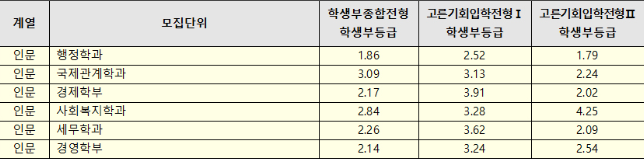 계열 모집단위 학생부종합전형 학생부등급 고른기회입학전형Ⅰ 학생부등급 고른기회입학전형Ⅱ 학생부등급
인문 행정학과 1.86 2.52 1.79
인문 국제관계학과 3.09 3.13 2.24
인문 경제학부 2.17 3.91 2.02
인문 사회복지학과 2.84 3.28 4.25
인문 세무학과 2.26 3.62 2.09
인문 경영학부 2.14 3.24 2.54